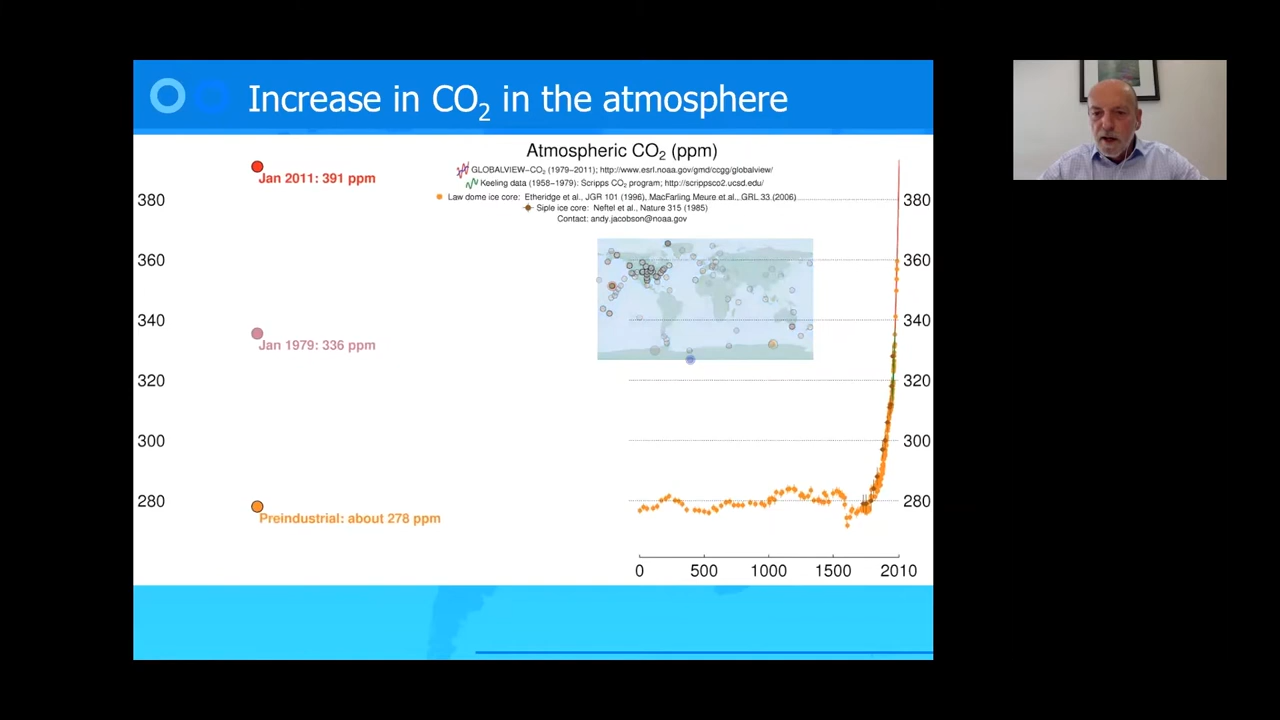 Increase in CO2 in the atmosphere
Atmospheric CO2 (ppm)
GLOBALVIEW−CO2 (1979−2011); http://www.esrl.noaa.gov/gmd/ccgg/globalview/
Keeling data (1958−1979): Scripps CO2 program; http://scrippsco2.ucsd.edu/
Law dome ice core: Etheridge et al., JGR 101 (1996), MacFarling Meure et al., GRL 33 (2006)
Siple ice core: Neftel et al., Nature 315 (1985)
Contact: andy.jacobson@noaa.gov
Jan 2011: 391 ppm
380 380
360 360
340 340
Jan 1979: 336 ppm
320 320
300 300
280 280
Preindustrial: about 278 ppm
0 500 1000 1500 2010